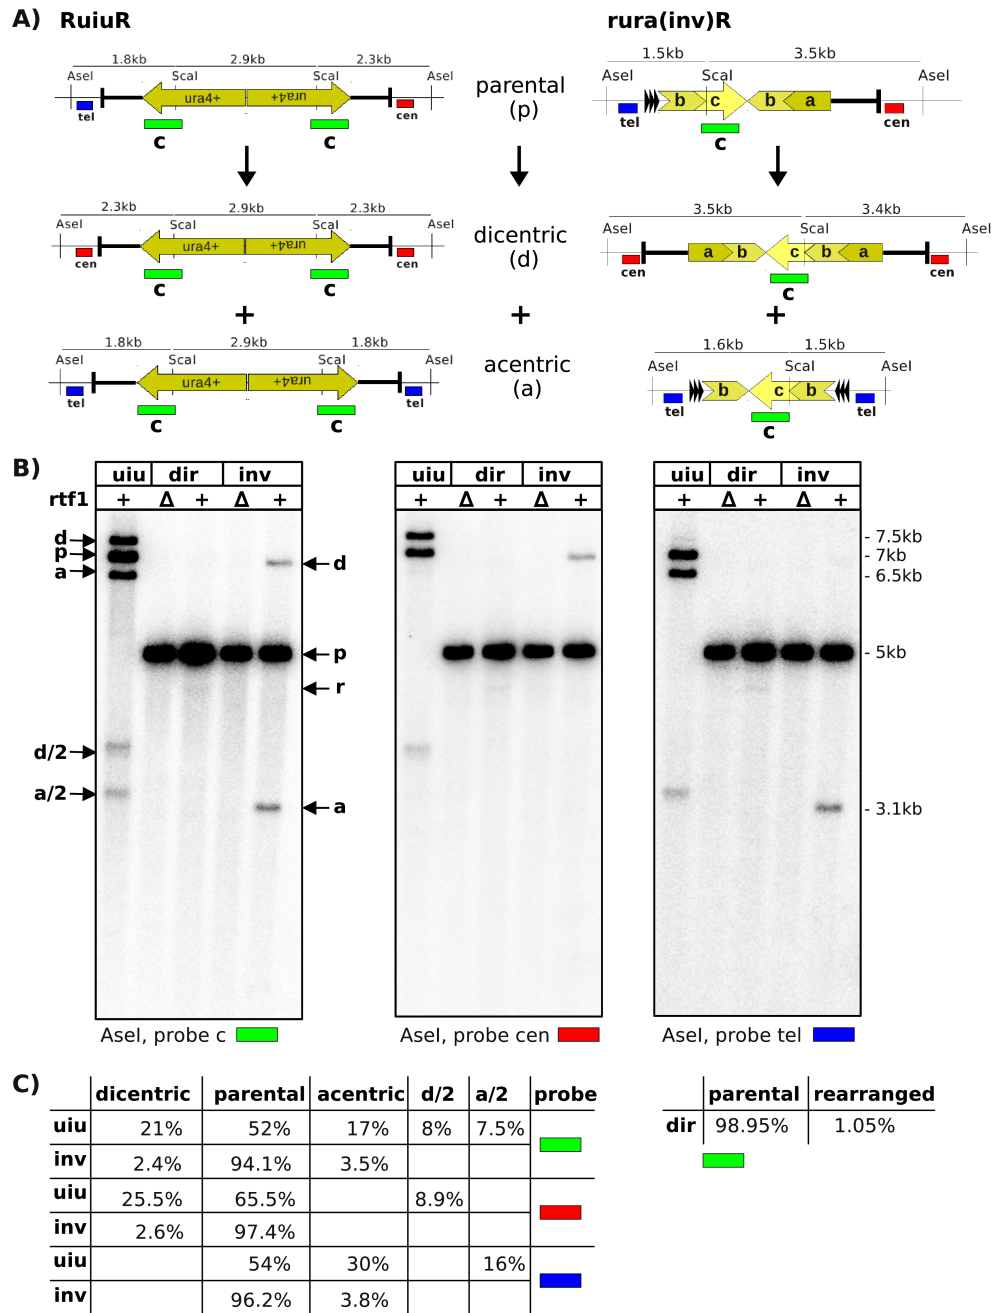 A) RuiuR rura(inv)R
1.8kb 2.9kb 2.3kb 1.5kb 3.5kb
AseI ScaI ScaI AseI AseI ScaI AseI
ura4+ ura4+ parental b c b a
tel cen (p) tel cen
c c c
2.3kb 2.9kb 2.3kb 3.5kb 3.4kb
AseI ScaI ScaI AseI AseI ScaI AseI
ura4+ ura4+ dicentric a b c b a
cen cen (d) cen cen
c c c
+ + +
1.8kb 2.9kb 1.8kb 1.6kb 1.5kb
AseI ScaI ScaI AseI acentric AseI ScaI AseI
ura4+ ura4+ (a) b c b
tel tel tel tel
c c c
B) uiu dir inv uiu dir inv uiu dir inv
rtf1 + Δ + Δ + + Δ + Δ + + Δ + Δ +
d - 7.5kb
p - 7kb
a d - 6.5kb
p - 5kb
r
d/2
a/2 a - 3.1kb
AseI, probe c AseI, probe cen AseI, probe tel
C) dicentric parental acentric d/2 a/2 probe parental rearranged
uiu 21% 52% 17% 8% 7.5% dir 98.95% 1.05%
inv 2.4% 94.1% 3.5%
uiu 25.5% 65.5% 8.9%
inv 2.6% 97.4%
uiu 54% 30% 16%
inv 96.2% 3.8%